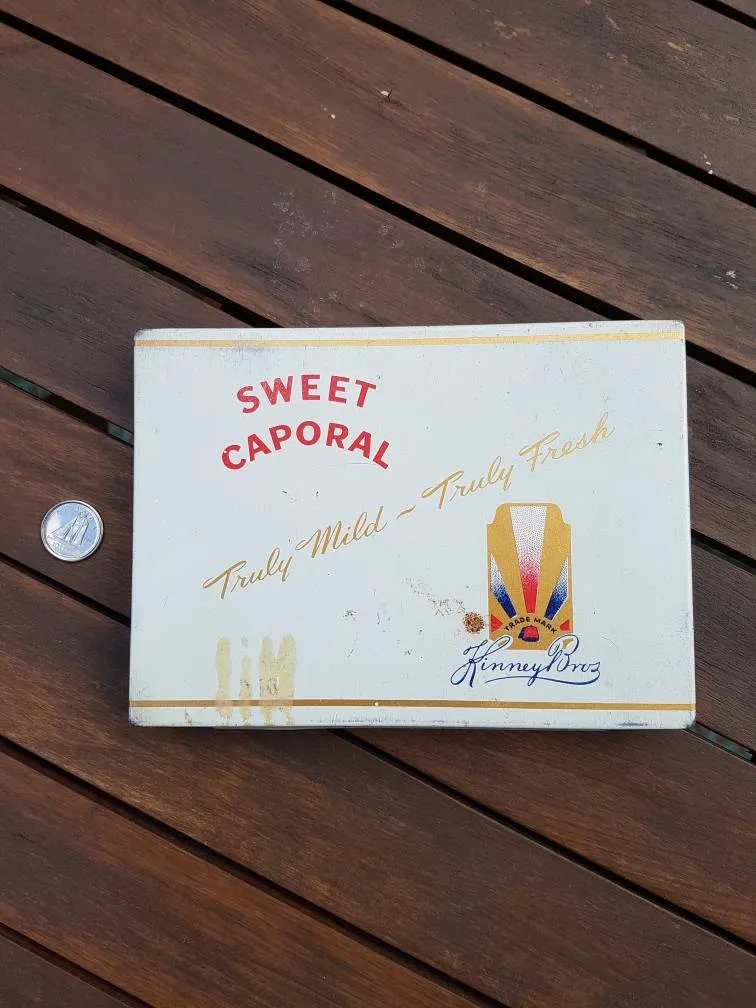 SWEET
CAPORAL
Truly Mild ~ Truly Fresh
TRADE MARK
Kinney Bros